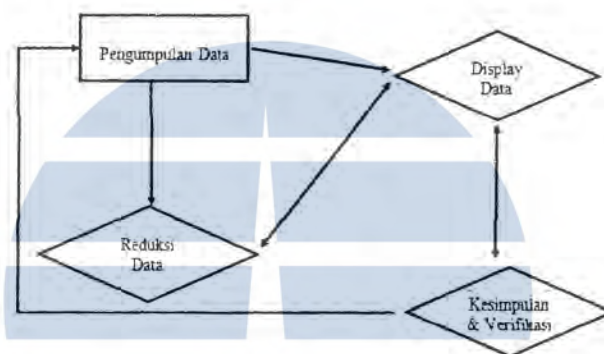 Pengumpulan Data
Display
Data
Reduksi
Data
Kesimpulan
& Verifikasi